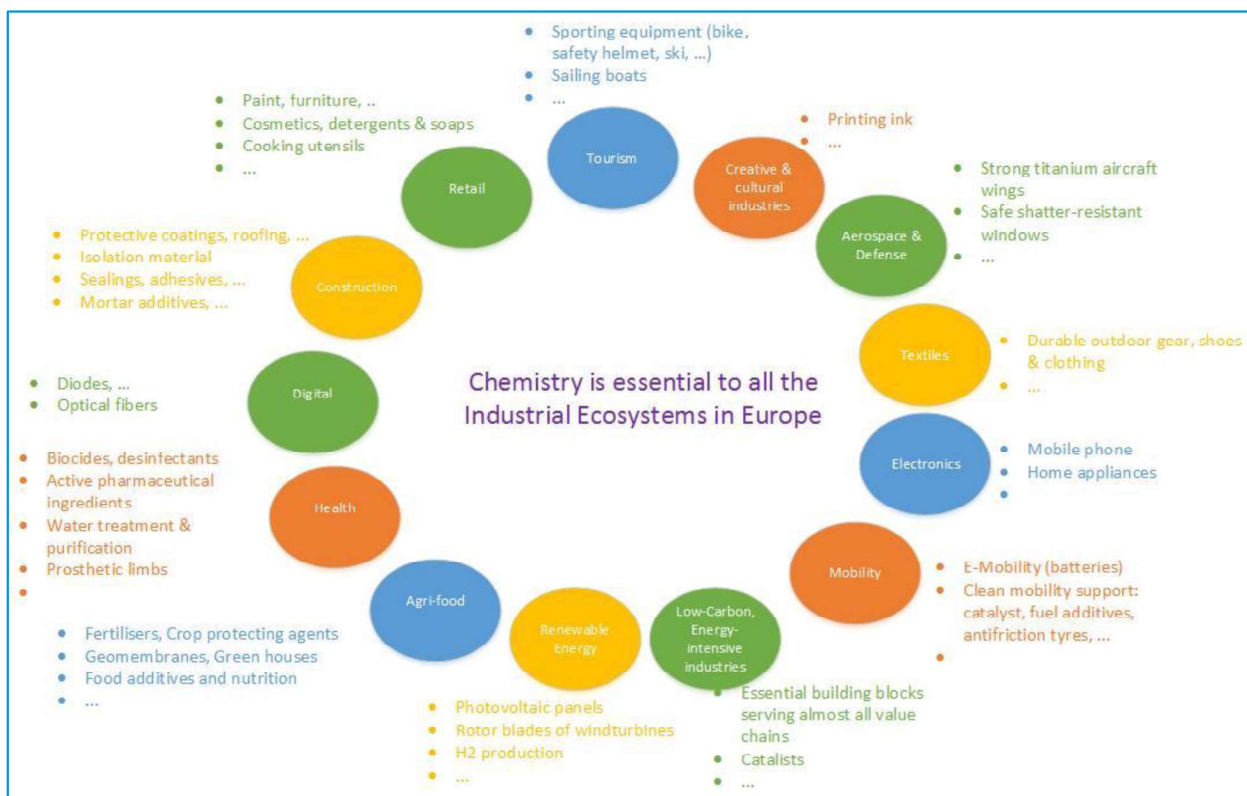 • Sporting equipment (bike,
safety helmet, ski, ...)
• Sailing boats
• ...
Tourism
• Printing ink
• ...
Creative &
cultural
industries
• Strong titanium aircraft
wings
• Safe shatter-resistant
windows
• ...
Aerospace &
Defense
• Durable outdoor gear, shoes
& clothing
• ...
Textiles
• Mobile phone
• Home appliances
•
Electronics
• E-Mobility (batteries)
• Clean mobility support:
catalyst, fuel additives,
antifriction tyres, ...
•
Mobility
Low-Carbon,
Energy-
intensive
industries
• Essential building blocks
serving almost all value
chains
• Catalists
• ...
Renewable
Energy
• Photovoltaic panels
• Rotor blades of windturbines
• H2 production
• ...
Agri-food
• Fertilisers, Crop protecting agents
• Geomembranes, Green houses
• Food additives and nutrition
• ...
Health
• Biocides, desinfectants
• Active pharmaceutical
ingredients
• Water treatment &
purification
• Prosthetic limbs
•
Digital
• Diodes, ...
• Optical fibers
Construction
• Protective coatings, roofing, ...
• Isolation material
• Sealings, adhesives, ...
• Mortar additives, ...
Retail
• Paint, furniture, ..
• Cosmetics, detergents & soaps
• Cooking utensils
• ...
Chemistry is essential to all the
Industrial Ecosystems in Europe